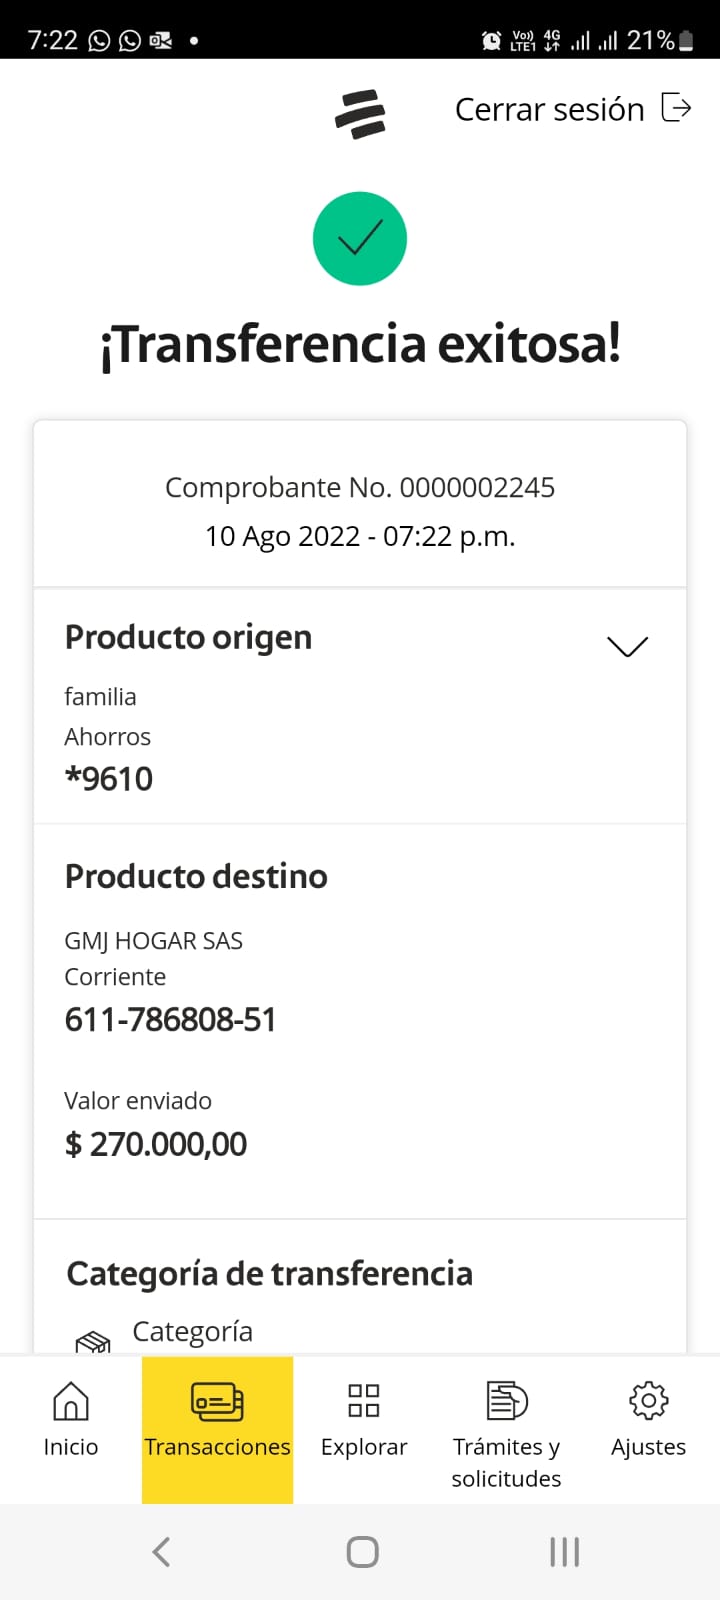 7:22
Vo)) LTE1 4G 21%
Cerrar sesión
¡Transferencia exitosa!
Comprobante No. 0000002245
10 Ago 2022 - 07:22 p.m.
Producto origen
familia
Ahorros
*9610
Producto destino
GMJ HOGAR SAS
Corriente
611-786808-51
Valor enviado
$ 270.000,00
Categoría de transferencia
Categoría
Inicio
Transacciones
Explorar
Trámites y
solicitudes
Ajustes